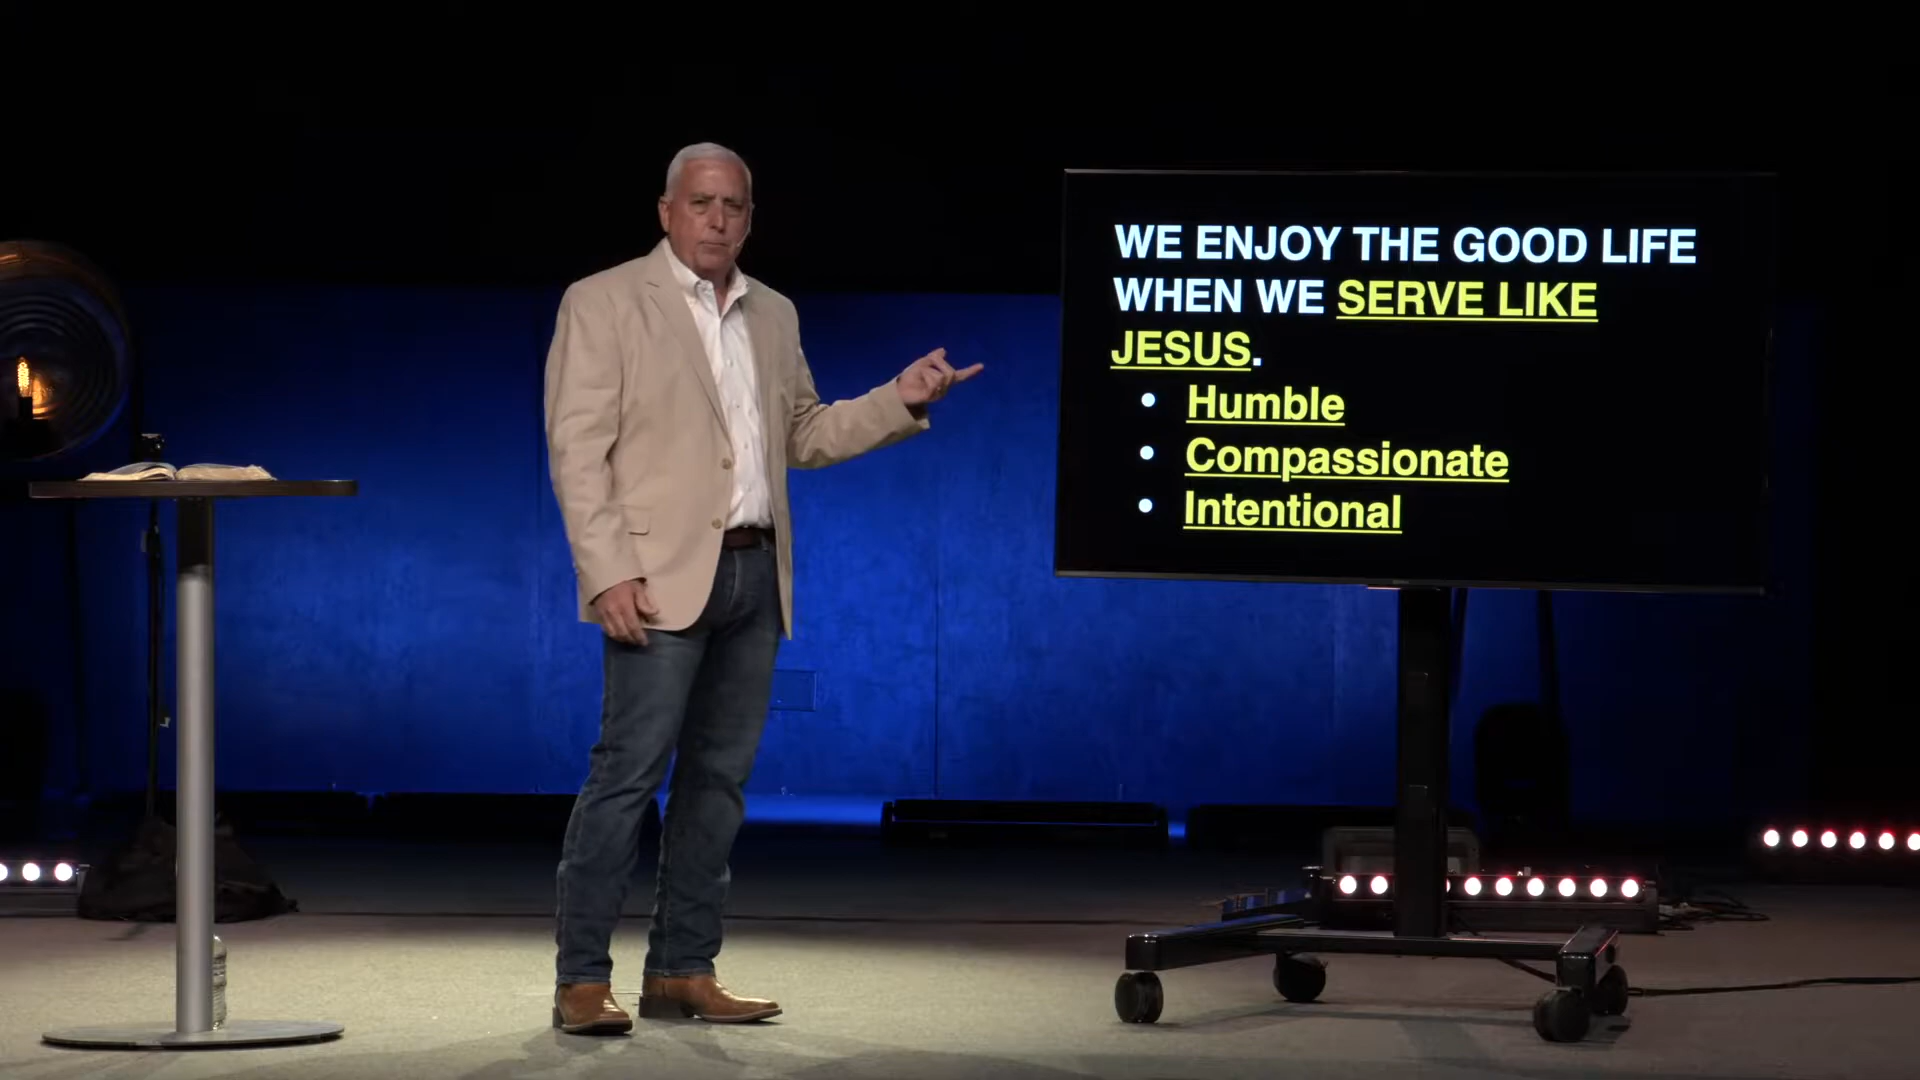 WE ENJOY THE GOOD LIFE
WHEN WE SERVE LIKE
JESUS.
• Humble
• Compassionate
• Intentional